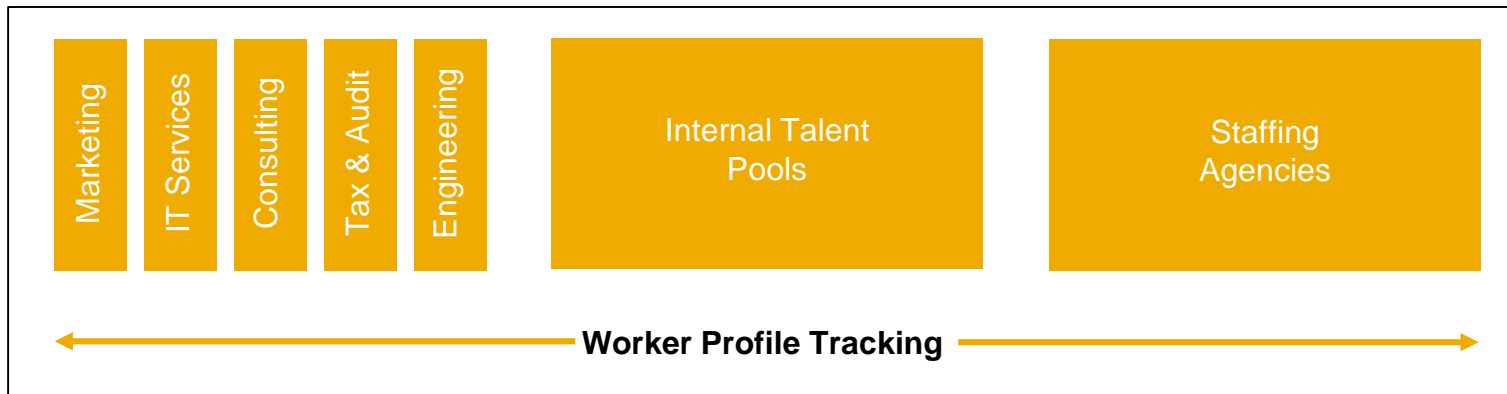 Marketing
IT Services
Consulting
Tax & Audit
Engineering
Internal Talent
Pools
Staffing
Agencies
Worker Profile Tracking